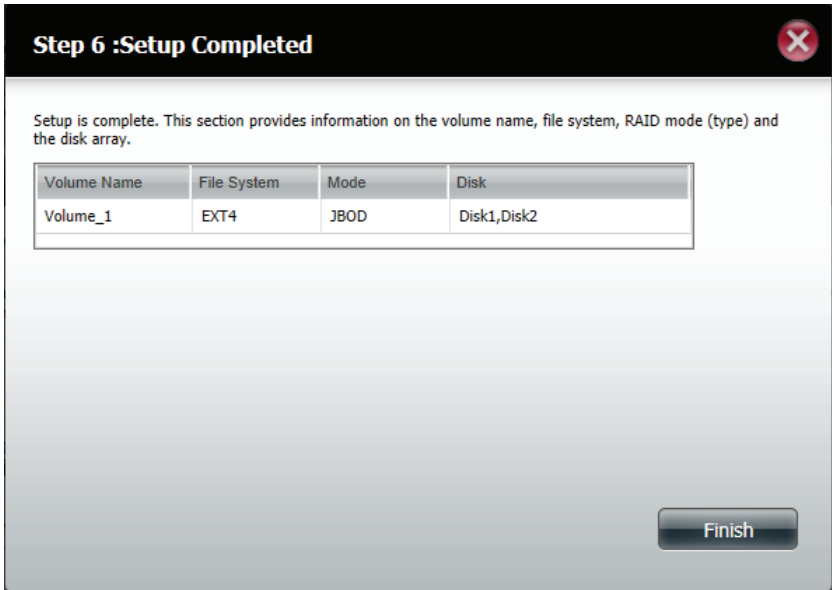 Step 6 :Setup Completed
Setup is complete. This section provides information on the volume name, file system, RAID mode (type) and
the disk array.
Volume Name File System Mode Disk
Volume_1 EXT4 JBOD Disk1,Disk2
Finish